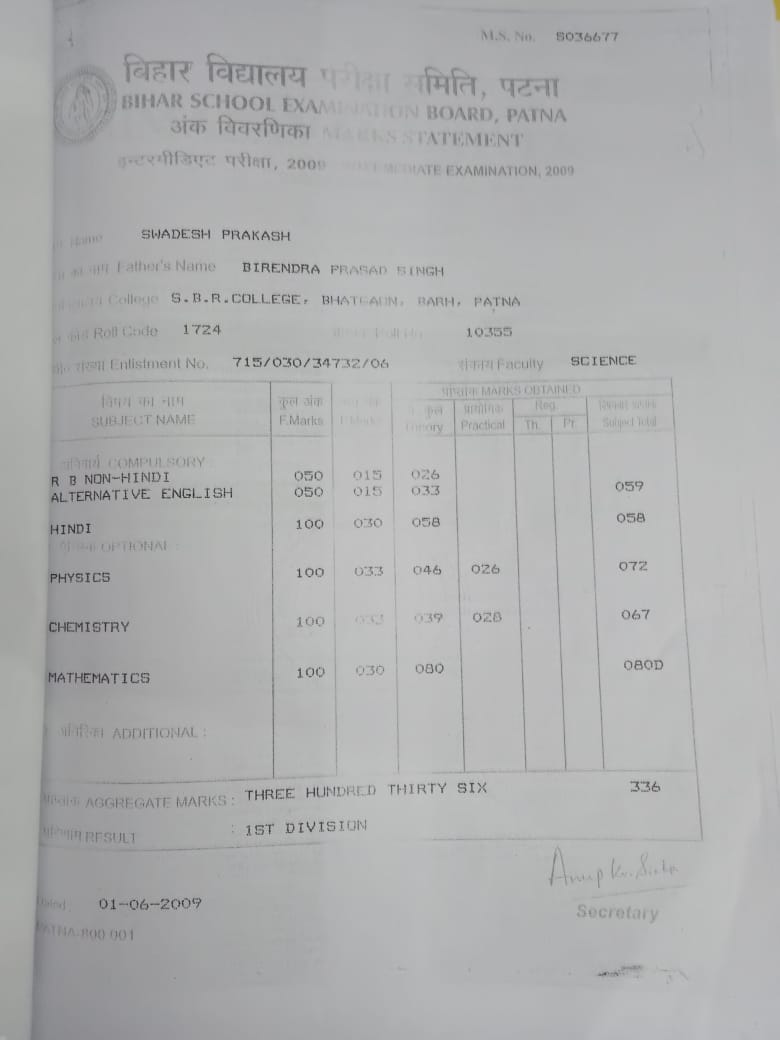 M.S. No. S036677
बिहार विद्यालय परीक्षा समिति, पटना
BIHAR SCHOOL EXAMINATION BOARD, PATNA
अंक विवरणिका MARKS STATEMENT
इन्टरमीडिएट परीक्षा, 2009 INTERMEDIATE EXAMINATION, 2009
Name SWADESH PRAKASH
का नाम Father's Name BIRENDRA PRASAD SINGH
College S.B.R.COLLEGE, BHATGAON, BARH, PATNA
Roll Code 1724 Roll No 10355
संख्या Enlistment No. 715/030/34732/06 संकाय Faculty SCIENCE
विषय का नाम कुल अंक प्राप्तांक MARKS OBTAINED
SUBJECT NAME F.Marks Theory प्रायोगिक Practical Reg. Th. Pr. Subject Total
COMPULSORY
R B NON-HINDI 050 015 026
ALTERNATIVE ENGLISH 050 015 033 059
HINDI 100 030 058 058
OPTIONAL :
PHYSICS 100 033 046 026 072
CHEMISTRY 100 033 039 028 067
MATHEMATICS 100 030 080 080D
अतिरिक्त ADDITIONAL :
AGGREGATE MARKS : THREE HUNDRED THIRTY SIX 336
RESULT : 1ST DIVISION
Dated 01-06-2009
Secretary
PATNA-800 001